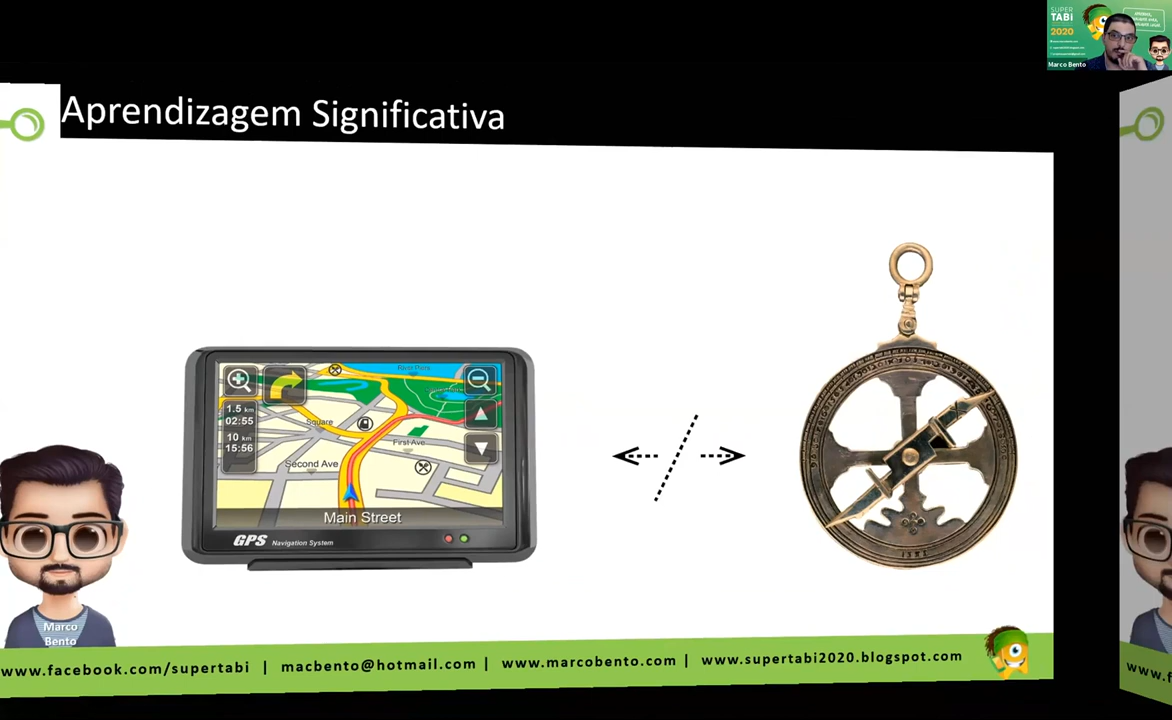 SUPER
TABi
2020
Marco Bento
Aprendizagem Significativa
1.5 km
02:55
10 km
15:56
Square
First Ave
Second Ave
Main Street
GPS Navigation System
1521
Marco
Bento
www.facebook.com/supertabi | macbento@hotmail.com | www.marcobento.com | www.supertabi2020.blogspot.com
www.f